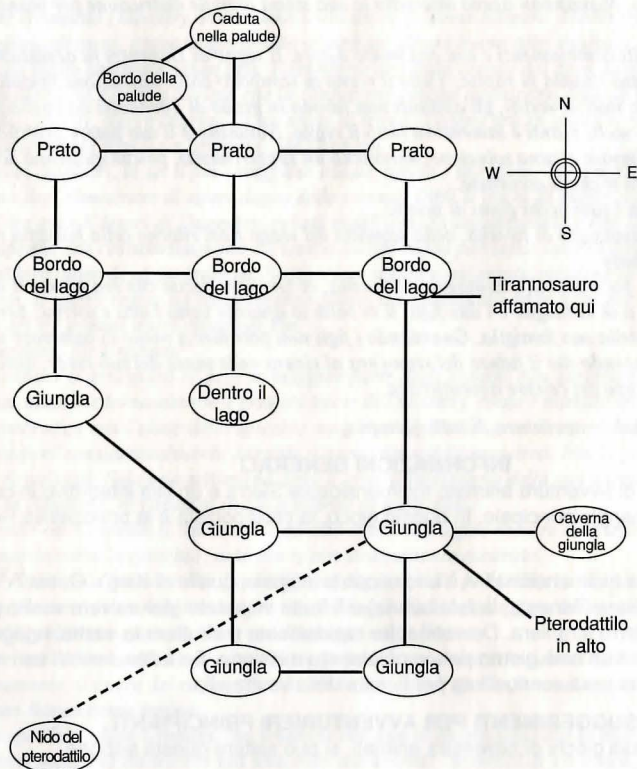 Caduta
nella palude
Bordo della
palude
N
Prato
Prato
Prato
W
E
S
Bordo
del lago
Bordo
del lago
Bordo
del lago
Tirannosauro
affamato qui
Giungla
Dentro il
lago
Giungla
Giungla
Caverna
della
giungla
Pterodattilo
in alto
Giungla
Giungla
Nido del
pterodattilo